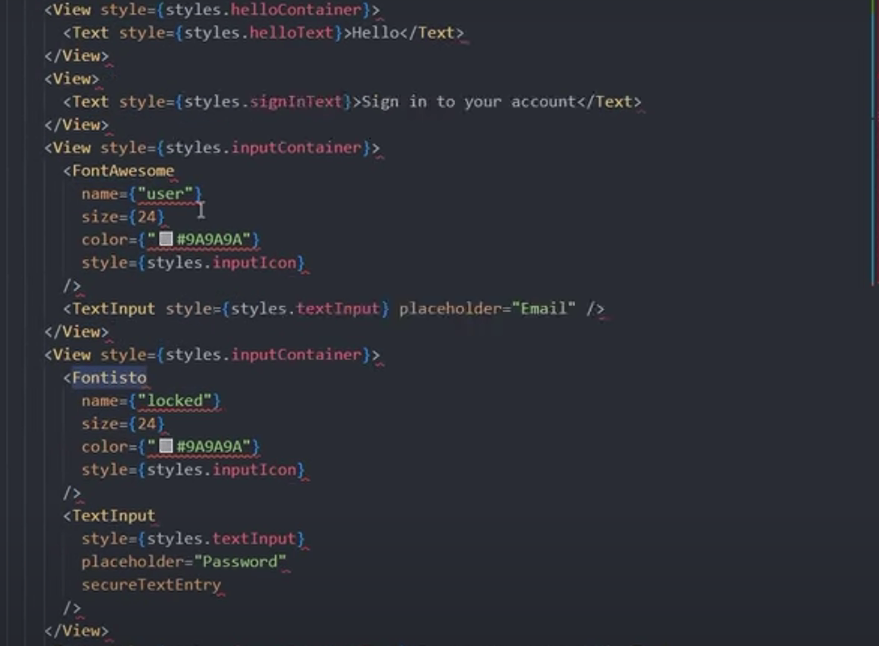 <View style={styles.helloContainer}>
<Text style={styles.helloText}>Hello</Text>
</View>
<View>
<Text style={styles.signInText}>Sign in to your account</Text>
</View>
<View style={styles.inputContainer}>
<FontAwesome
name={"user"}
size={24}
color={"#9A9A9A"}
style={styles.inputIcon}
/>
<TextInput style={styles.textInput} placeholder="Email" />
</View>
<View style={styles.inputContainer}>
<Fontisto
name={"locked"}
size={24}
color={"#9A9A9A"}
style={styles.inputIcon}
/>
<TextInput
style={styles.textInput}
placeholder="Password"
secureTextEntry
/>
</View>